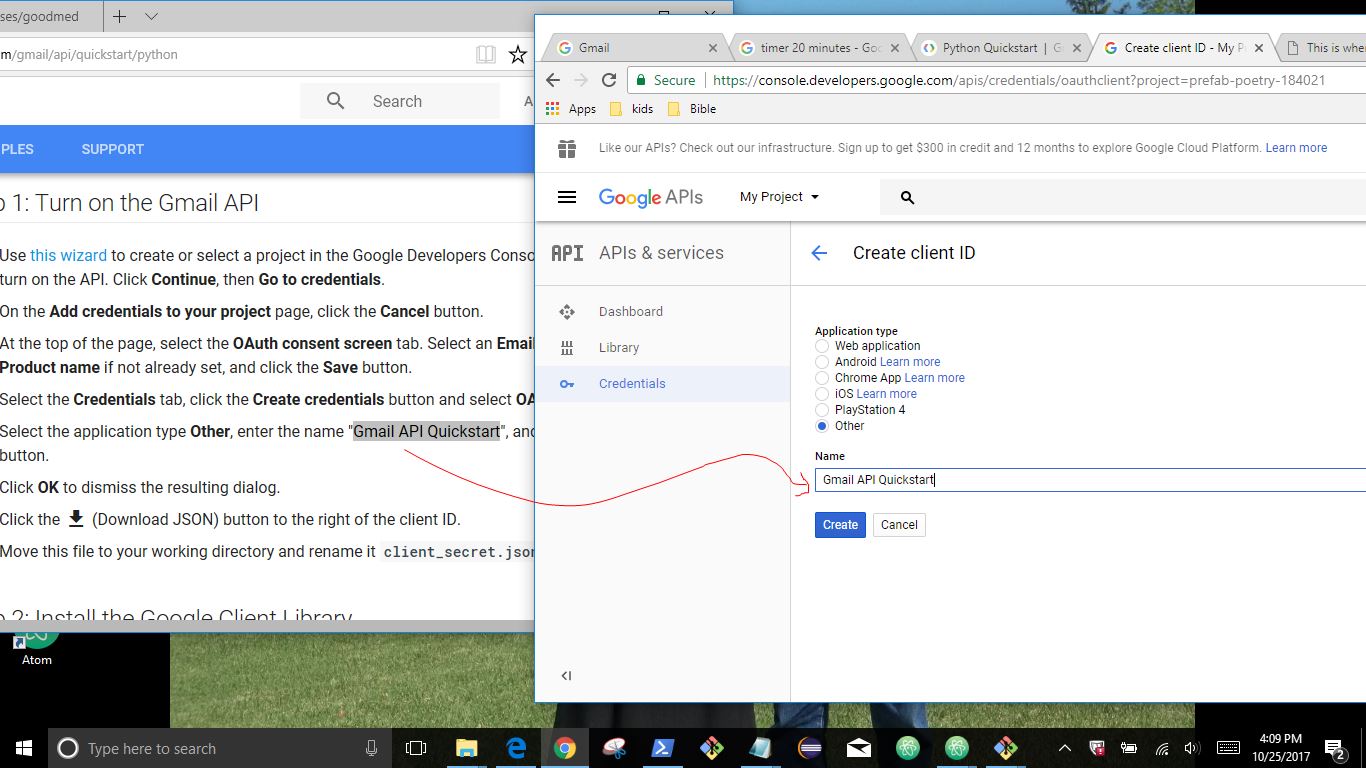 ses/goodmed
m/gmail/api/quickstart/python
Search
PLES
SUPPORT
1: Turn on the Gmail API
Use this wizard to create or select a project in the Google Developers Conso
turn on the API. Click Continue, then Go to credentials.
On the Add credentials to your project page, click the Cancel button.
At the top of the page, select the OAuth consent screen tab. Select an Email
Product name if not already set, and click the Save button.
Select the Credentials tab, click the Create credentials button and select OA
Select the application type Other, enter the name "Gmail API Quickstart", and
button.
Click OK to dismiss the resulting dialog.
Click the (Download JSON) button to the right of the client ID.
Move this file to your working directory and rename it client_secret.json
2: Install the Google Client Library
Atom
Gmail
timer 20 minutes - Goo
Python Quickstart | G
Create client ID - My P
This is whe
Secure
https://console.developers.google.com/apis/credentials/oauthclient?project=prefab-poetry-184021
Apps
kids
Bible
Like our APIs? Check out our infrastructure. Sign up to get $300 in credit and 12 months to explore Google Cloud Platform. Learn more
Google APIs
My Project
API
APIs & services
Create client ID
Dashboard
Library
Credentials
Application type
Web application
Android Learn more
Chrome App Learn more
iOS Learn more
PlayStation 4
Other
Name
Gmail API Quickstart
Create
Cancel
Type here to search
4:09 PM
10/25/2017
2